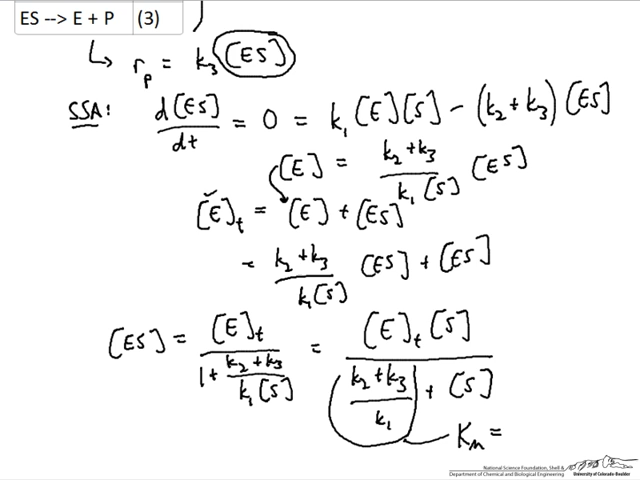 ES --> E + P (3)
↳ r_p = k_3 [ES]
SSA: d[ES]/dt = 0 = k_1 [E][S] - (k_2 + k_3) [ES]
[E] = (k_2 + k_3)/(k_1 [S]) [ES]
[E]_t = [E] + [ES]
= (k_2 + k_3)/(k_1 [S]) [ES] + [ES]
[ES] = [E]_t/(1 + (k_2 + k_3)/(k_1 [S])) = [E]_t [S]/((k_2 + k_3)/k_1 + [S])
K_m =
National Science Foundation, Shell &
Department of Chemical and Biological Engineering
University of Colorado Boulder